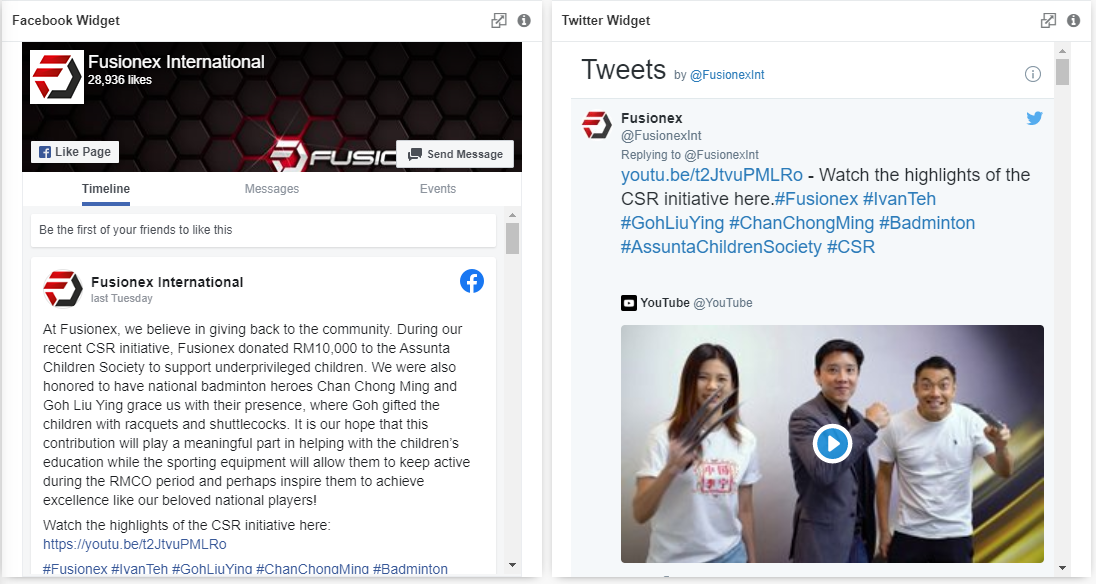 Facebook Widget
Fusionex International
28,936 likes
FUSIO
Like Page
Send Message
Timeline
Messages
Events
Be the first of your friends to like this
Fusionex International
last Tuesday
At Fusionex, we believe in giving back to the community. During our
recent CSR initiative, Fusionex donated RM10,000 to the Assunta
Children Society to support underprivileged children. We were also
honored to have national badminton heroes Chan Chong Ming and
Goh Liu Ying grace us with their presence, where Goh gifted the
children with racquets and shuttlecocks. It is our hope that this
contribution will play a meaningful part in helping with the children's
education while the sporting equipment will allow them to keep active
during the RMCO period and perhaps inspire them to achieve
excellence like our beloved national players!
Watch the highlights of the CSR initiative here:
https://youtu.be/t2JtvuPMLRo
#Fusionex #IvanTeh #GohLiuYing #ChanChongMing #Badminton
Twitter Widget
Tweets by @FusionexInt
Fusionex
@FusionexInt
Replying to @FusionexInt
youtu.be/t2JtvuPMLRo - Watch the highlights of the
CSR initiative here.#Fusionex #IvanTeh
#GohLiuYing #ChanChongMing #Badminton
#AssuntaChildrenSociety #CSR
YouTube @YouTube
中国
李宁